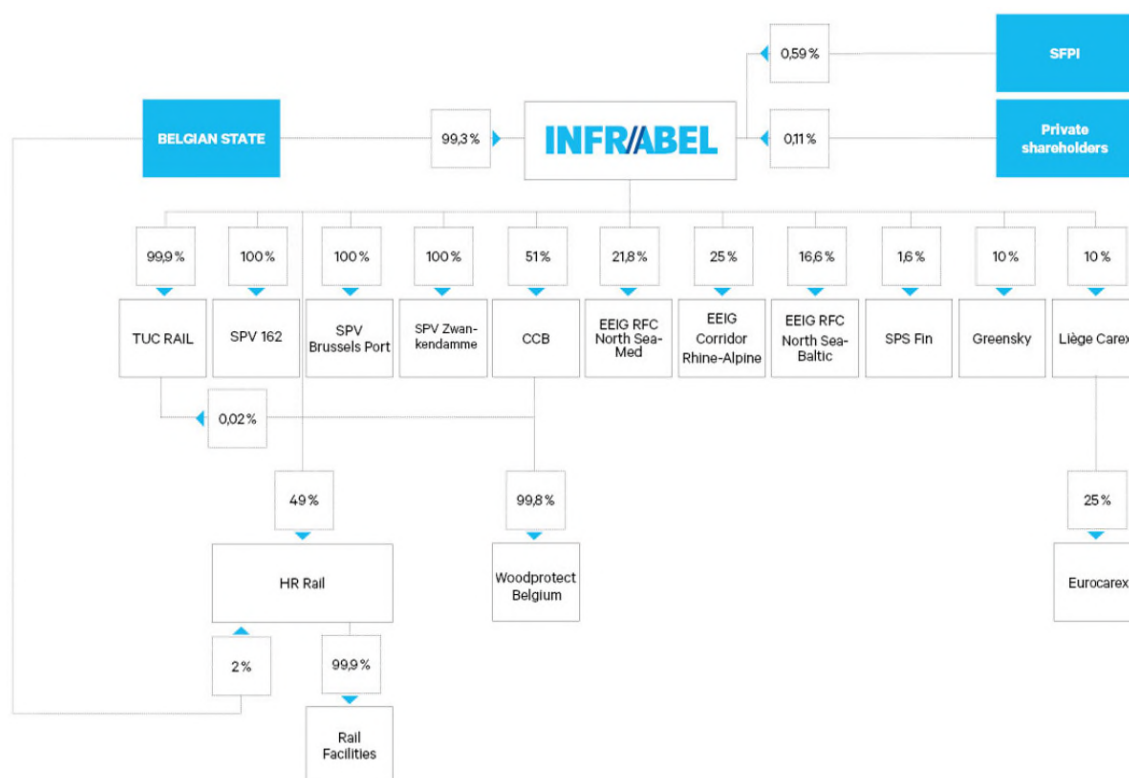 0,59 %
SFPI
BELGIAN STATE
99,3 %
INFRABEL
0,11 %
Private
shareholders
99,9 %
100 %
100 %
100 %
51 %
21,8 %
25 %
16,6 %
1,6 %
10 %
10 %
TUC RAIL
SPV 162
SPV
Brussels Port
SPV Zwan-
kendamme
CCB
EEIG RFC
North Sea-
Med
EEIG
Corridor
Rhine-Alpine
EEIG RFC
North Sea-
Baltic
SPS Fin
Greensky
Liège Carex
0,02 %
49 %
99,8 %
25 %
HR Rail
Woodprotect
Belgium
Eurocarex
2 %
99,9 %
Rail
Facilities